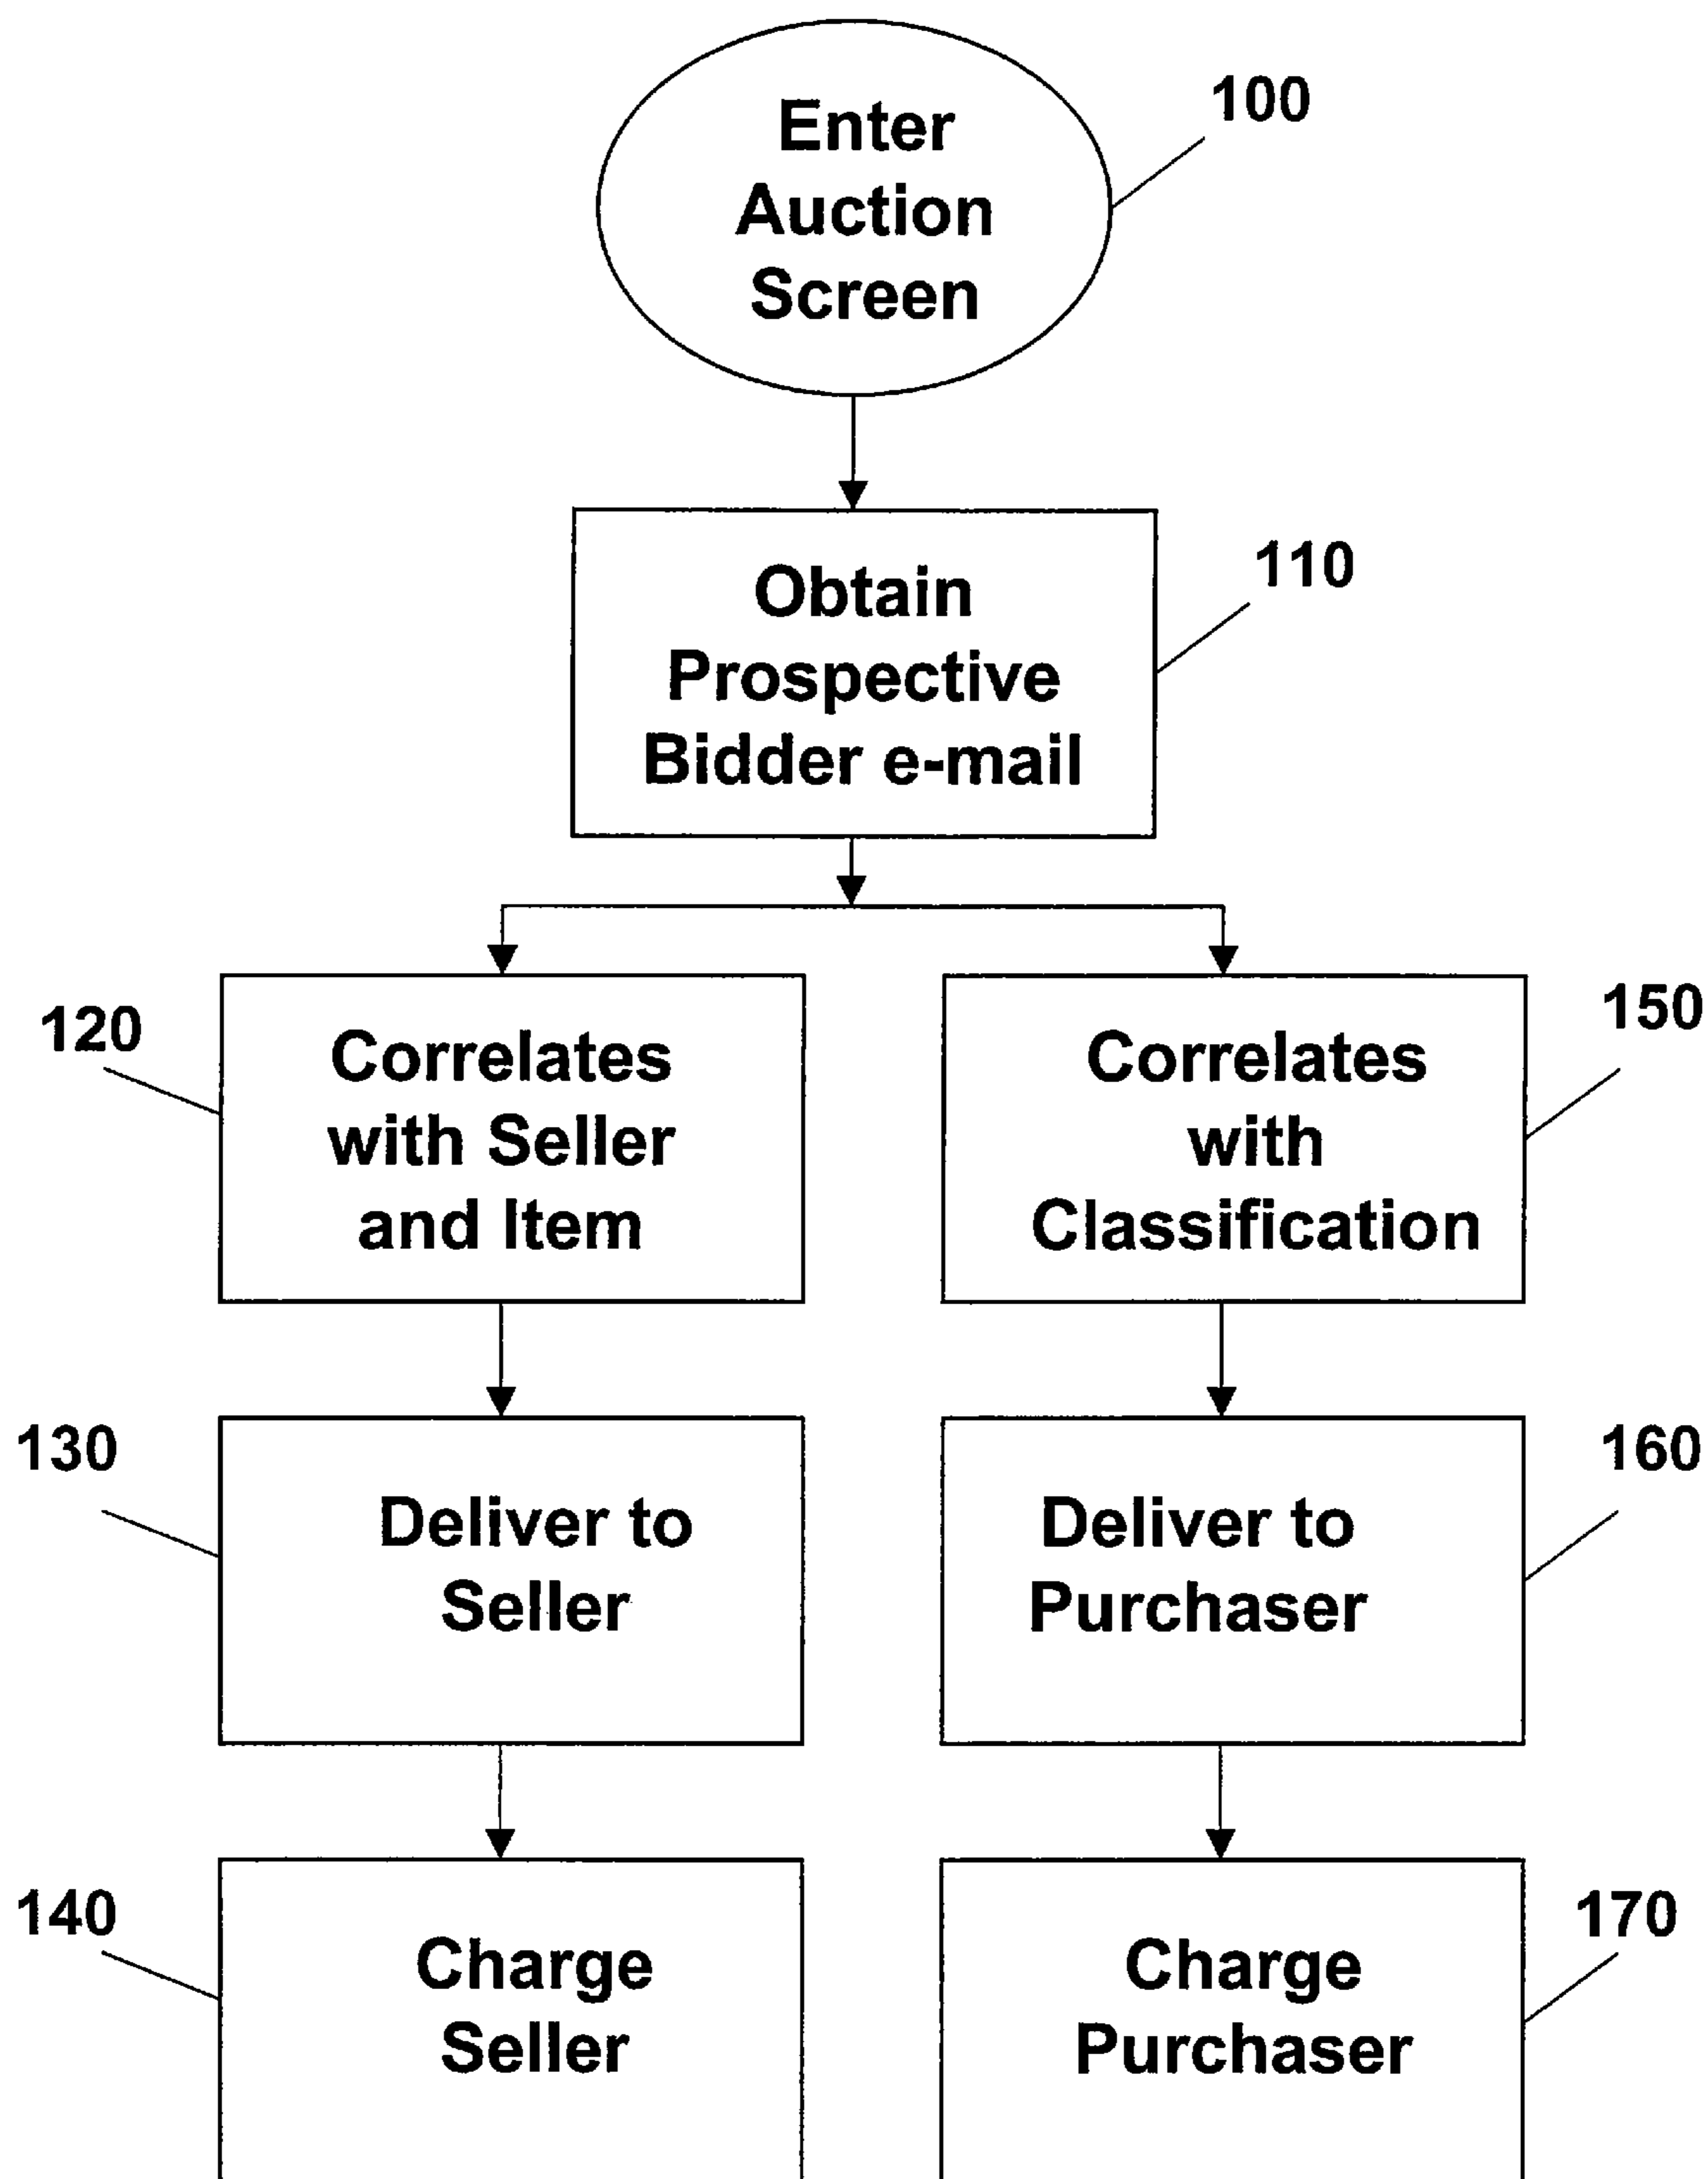 Enter
Auction
Screen
100
Obtain
Prospective
Bidder e-mail
110
120
Correlates
with Seller
and Item
Correlates
with
Classification
150
130
Deliver to
Seller
Deliver to
Purchaser
160
140
Charge
Seller
Charge
Purchaser
170